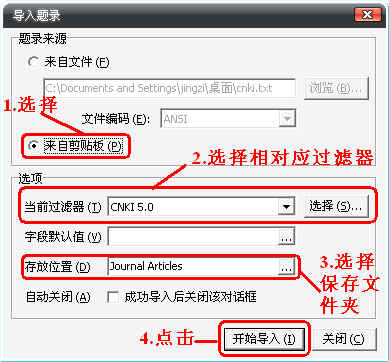 导入题录
题录来源
来自文件(F)
C:\Documents and Settings\jingzi\桌面\cnki.txt
浏览(B)...
1.选择
文件编码(E):
ANSI
来自剪贴板(P)
2.选择相对应过滤器
选项
当前过滤器(T)
CNKI 5.0
选择(S)...
字段默认值(V)
...
3.选择
保存文
件夹
存放位置(D)
Journal Articles
...
自动关闭(A)
成功导入后关闭该对话框
4.点击
开始导入(I)
关闭(C)